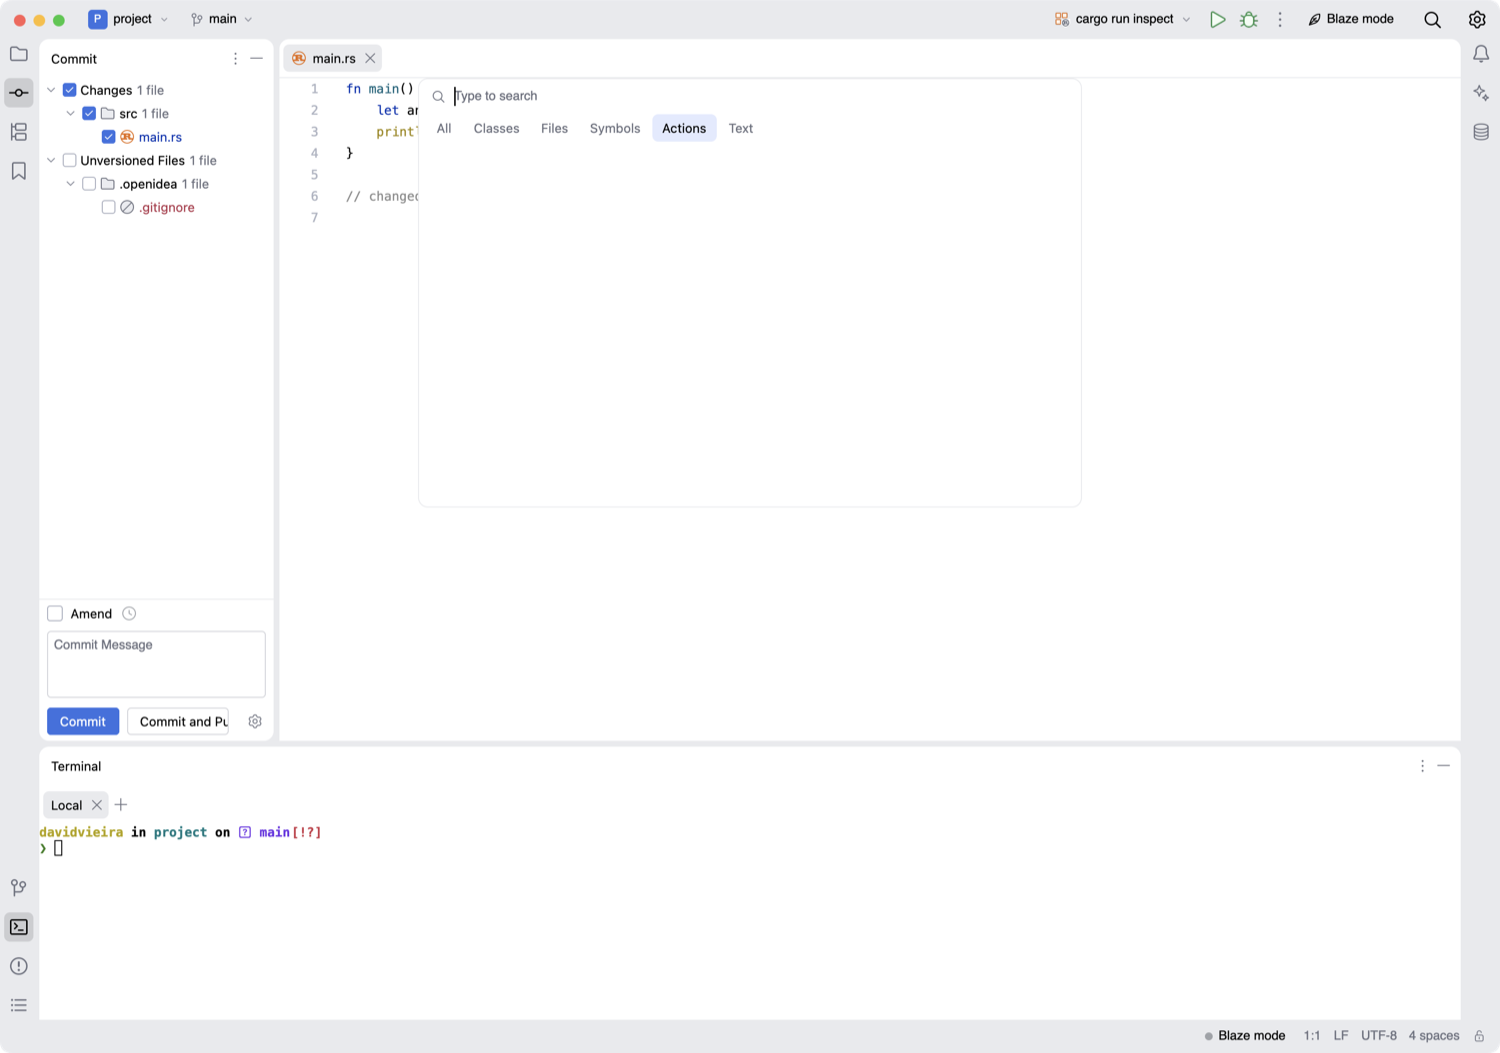 P project main cargo run inspect Blaze mode
Commit
Changes 1 file
src 1 file
main.rs
Unversioned Files 1 file
.openidea 1 file
.gitignore
Amend
Commit Message
Commit Commit and Pu
main.rs
1 fn main()
2 let ar
3 print
4 }
5
6 // changed
7
Type to search
All Classes Files Symbols Actions Text
Terminal
Local
davidvieira in project on ? main[!?]
❯
Blaze mode 1:1 LF UTF-8 4 spaces